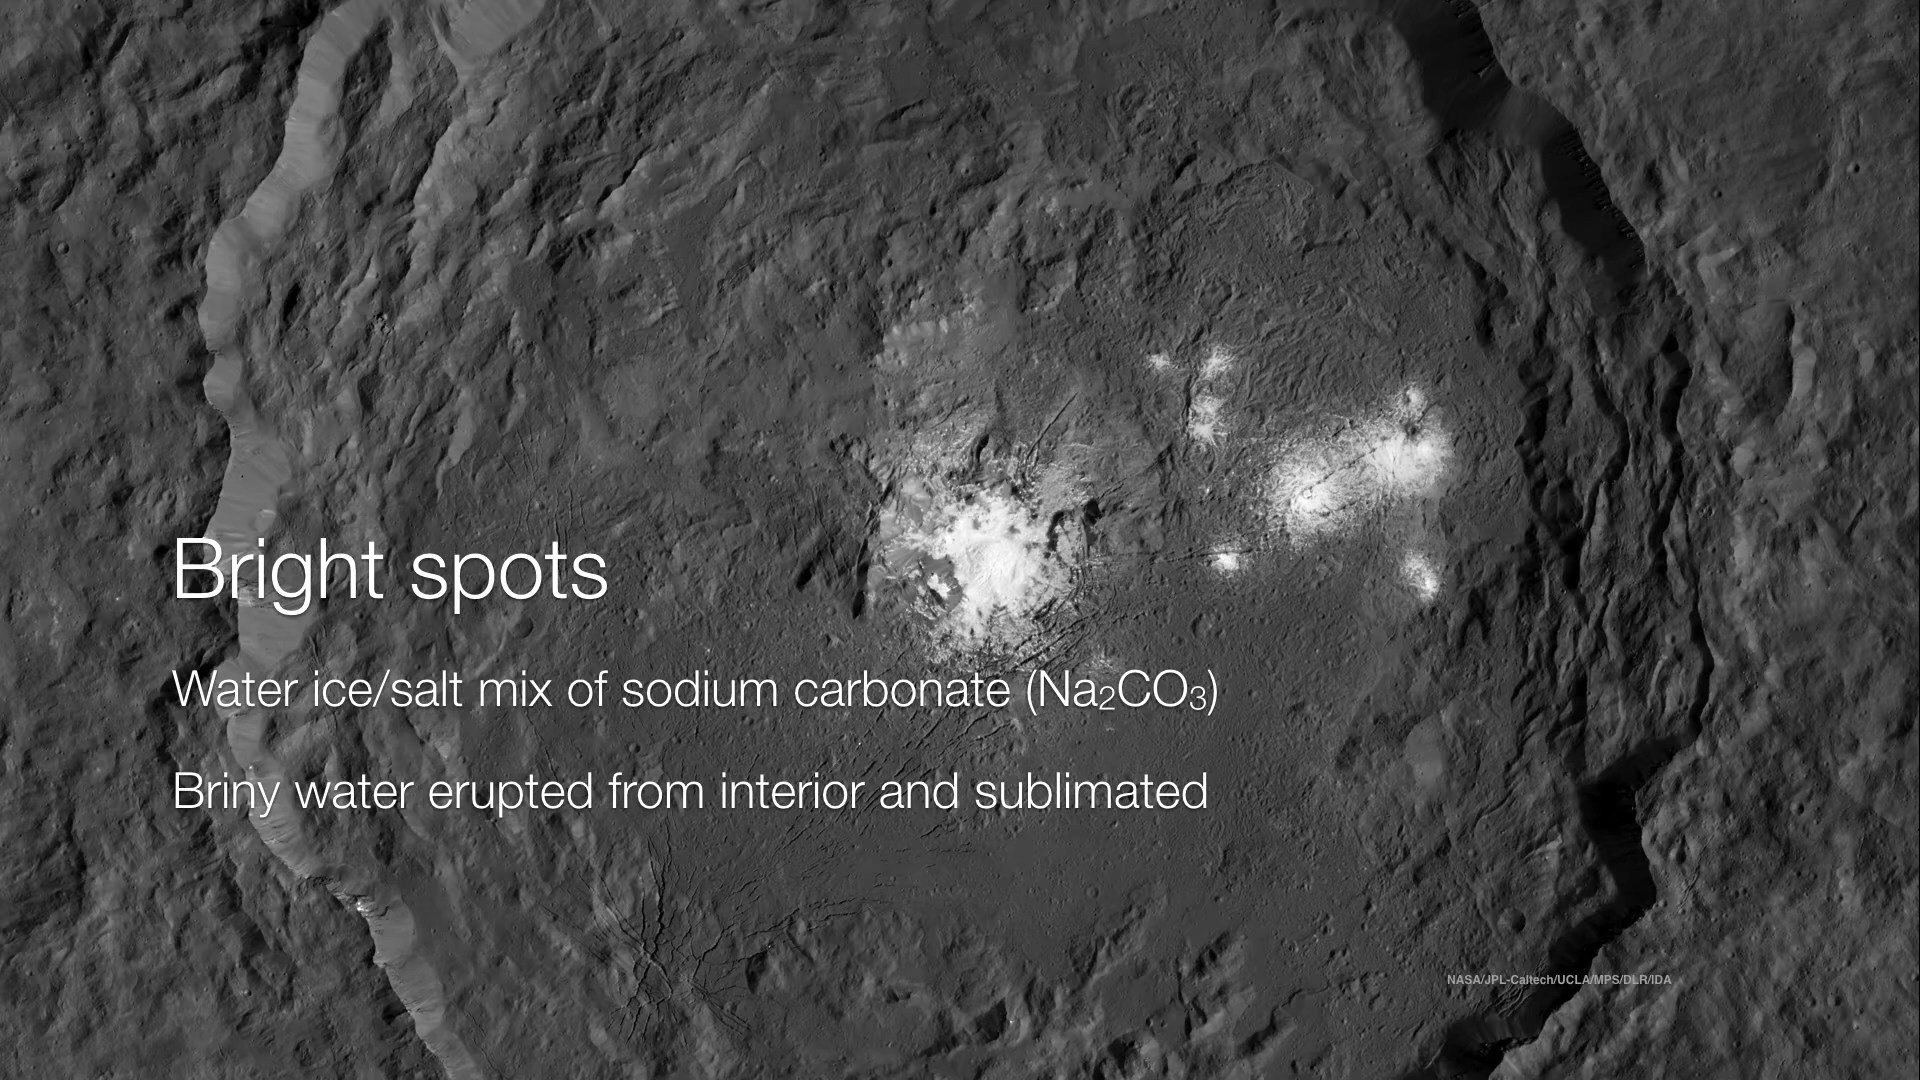 Bright spots
Water ice/salt mix of sodium carbonate (Na₂CO₃)
Briny water erupted from interior and sublimated
NASA/JPL-Caltech/UCLA/MPS/DLR/IDA